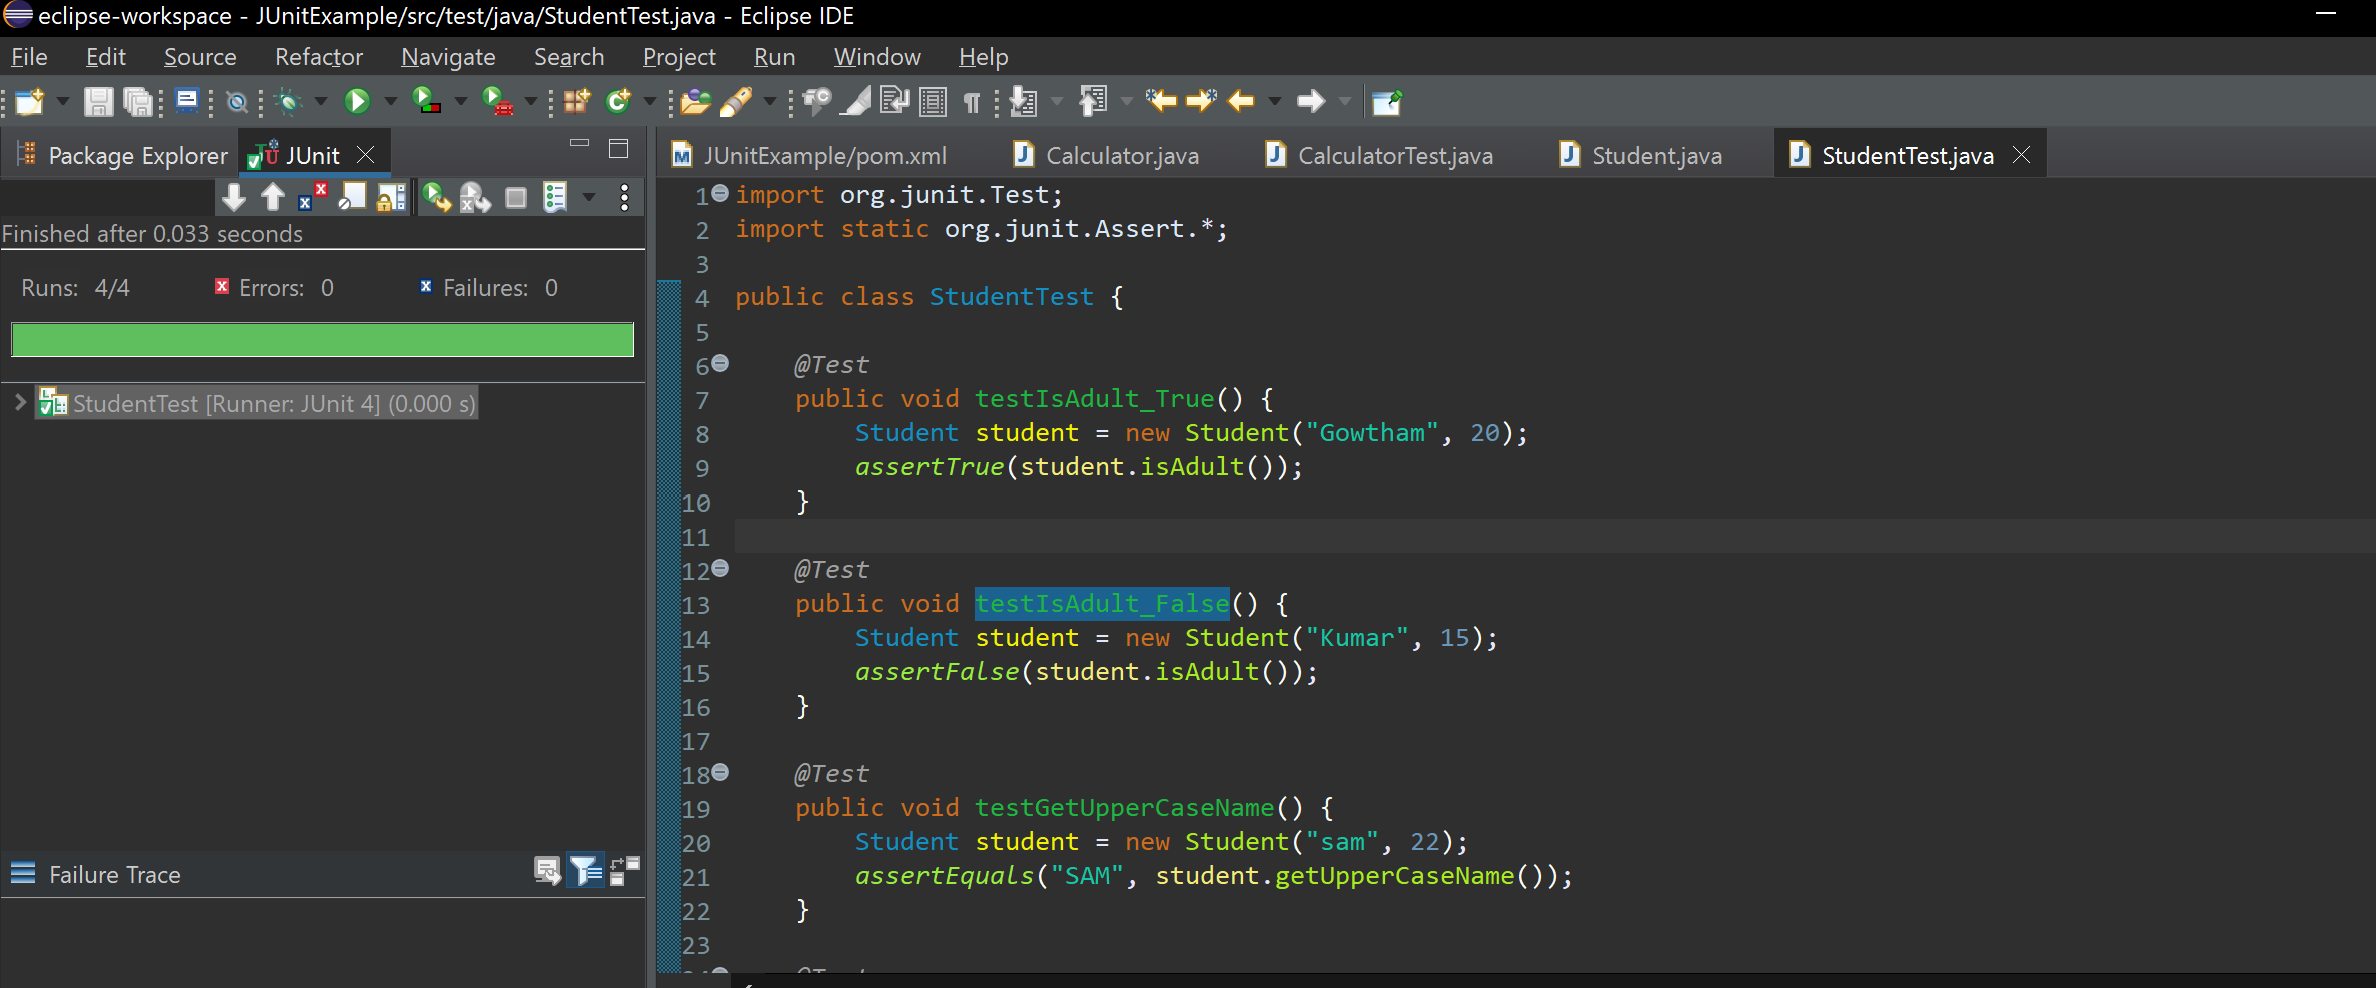 eclipse-workspace - JUnitExample/src/test/java/StudentTest.java - Eclipse IDE
File Edit Source Refactor Navigate Search Project Run Window Help
Package Explorer JUnit
Finished after 0.033 seconds
Runs: 4/4 Errors: 0 Failures: 0
StudentTest [Runner: JUnit 4] (0.000 s)
Failure Trace
JUnitExample/pom.xml Calculator.java CalculatorTest.java Student.java StudentTest.java
1 import org.junit.Test;
2 import static org.junit.Assert.*;
3
4 public class StudentTest {
5
6 @Test
7 public void testIsAdult_True() {
8 Student student = new Student("Gowtham", 20);
9 assertTrue(student.isAdult());
10 }
11
12 @Test
13 public void testIsAdult_False() {
14 Student student = new Student("Kumar", 15);
15 assertFalse(student.isAdult());
16 }
17
18 @Test
19 public void testGetUpperCaseName() {
20 Student student = new Student("sam", 22);
21 assertEquals("SAM", student.getUpperCaseName());
22 }
23